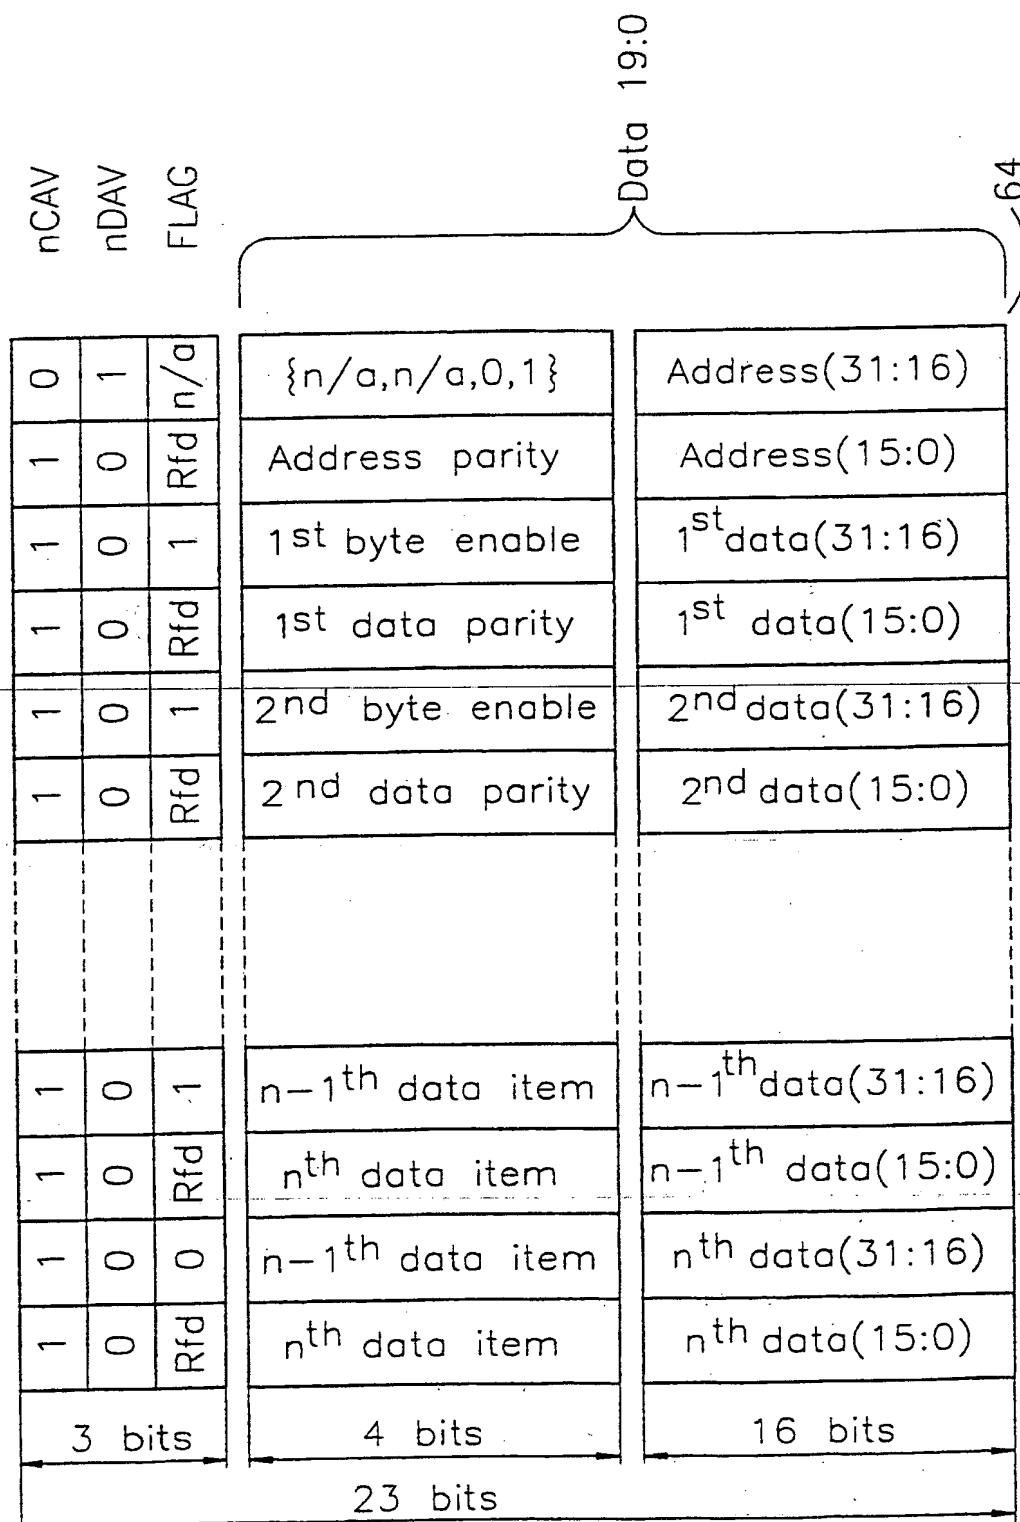 nCAV nDAV FLAG Data 19:0 64
0 1 n/a {n/a,n/a,0,1} Address(31:16)
1 0 Rfd Address parity Address(15:0)
1 0 1 1st byte enable 1st data(31:16)
1 0 Rfd 1st data parity 1st data(15:0)
1 0 1 2nd byte enable 2nd data(31:16)
1 0 Rfd 2nd data parity 2nd data(15:0)
1 0 1 n-1th data item n-1th data(31:16)
1 0 Rfd nth data item n-1th data(15:0)
1 0 0 n-1th data item nth data(31:16)
1 0 Rfd nth data item nth data(15:0)
3 bits 4 bits 16 bits
23 bits